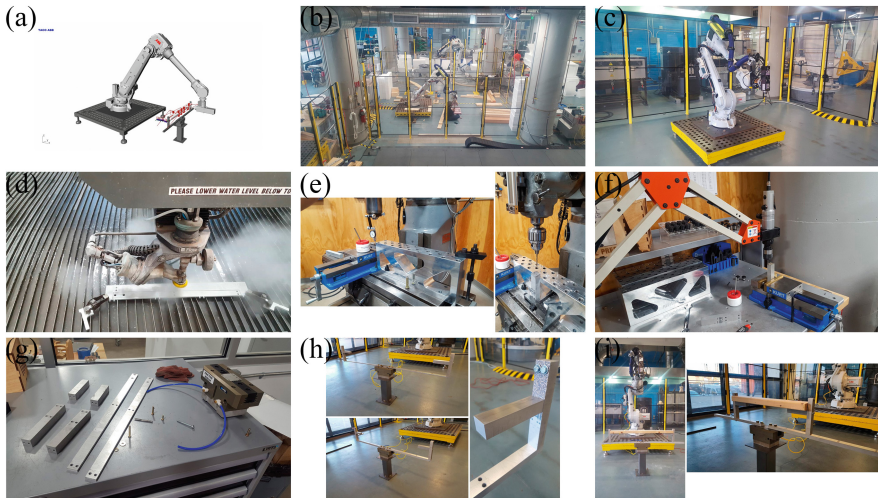 (a)
(b)
(c)
(d)
PLEASE LOWER WATER LEVEL BELOW TO
(e)
(f)
(g)
(h)
(i)